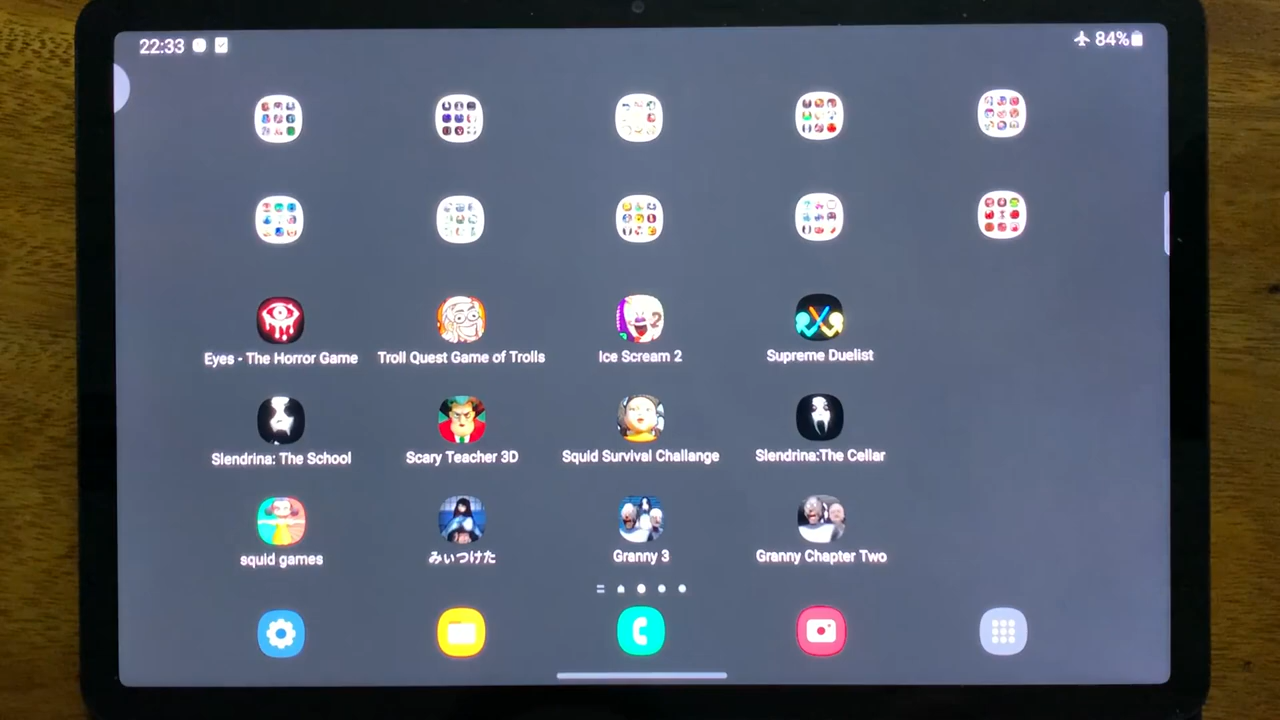 22:33
84%
Eyes - The Horror Game
Troll Quest Game of Trolls
Ice Scream 2
Supreme Duelist
Slendrina: The School
Scary Teacher 3D
Squid Survival Challange
Slendrina:The Cellar
squid games
みぃつけた
Granny 3
Granny Chapter Two